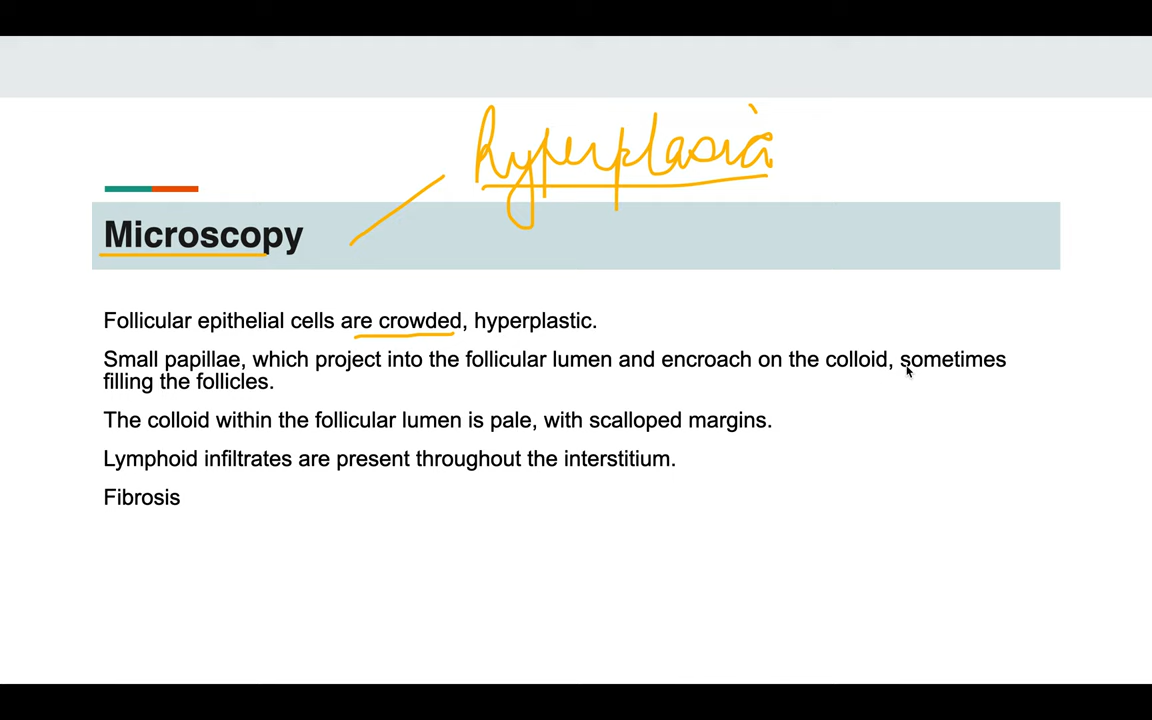 hyperplasia
Microscopy
Follicular epithelial cells are crowded, hyperplastic.
Small papillae, which project into the follicular lumen and encroach on the colloid, sometimes
filling the follicles.
The colloid within the follicular lumen is pale, with scalloped margins.
Lymphoid infiltrates are present throughout the interstitium.
Fibrosis